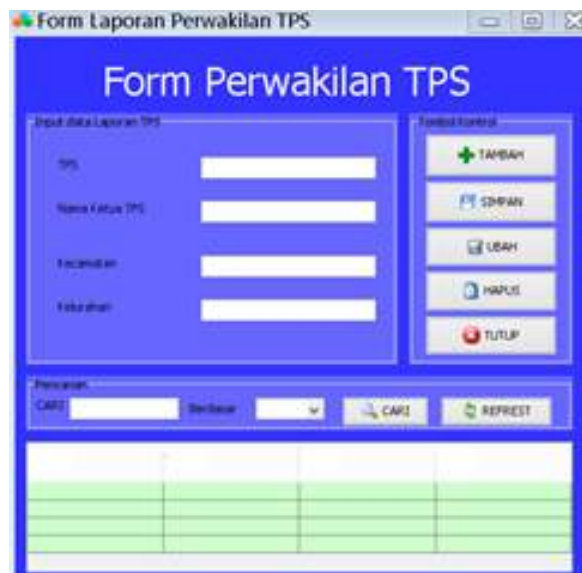 Form Laporan Perwakilan TPS
Form Perwakilan TPS
Input data Laporan TPS
TPS
Nama Ketua TPS
Kecamatan
Kelurahan
Tombol Kontrol
TAMBAH
SIMPAN
UBAH
HAPUS
TUTUP
Pencarian
CARI Berdasar CARI REFREST